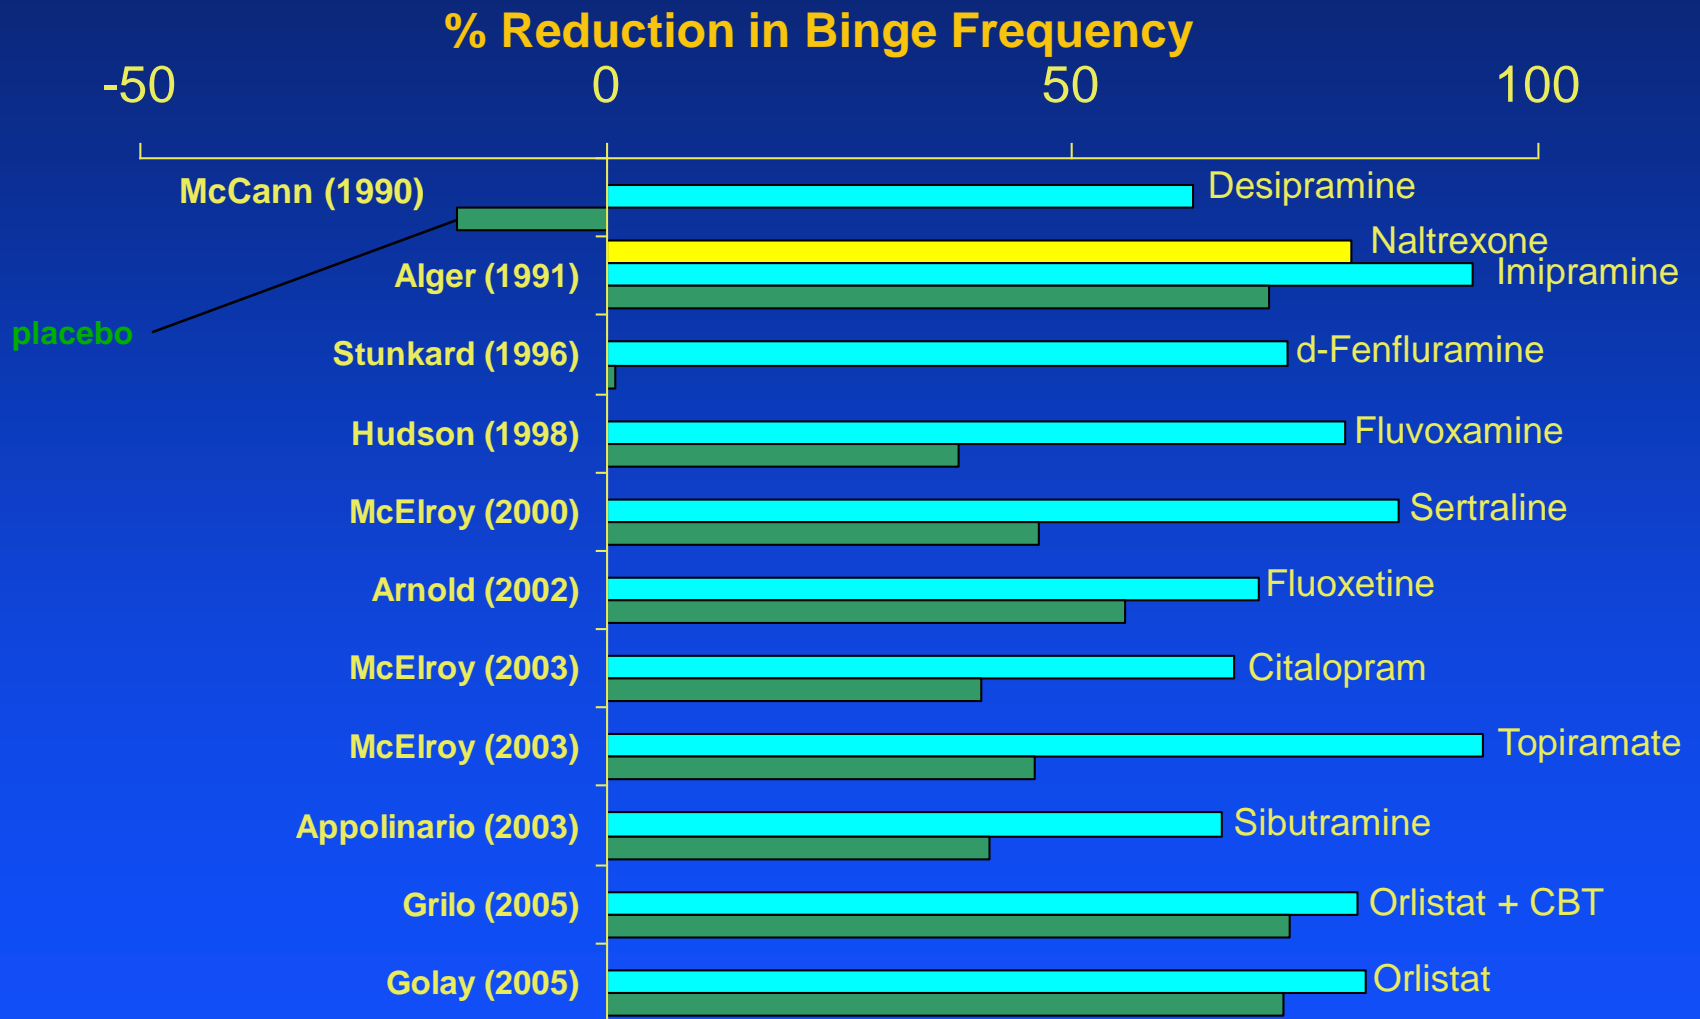 % Reduction in Binge Frequency
-50 0 50 100
McCann (1990) Desipramine
Naltrexone
Alger (1991) Imipramine
placebo
Stunkard (1996) d-Fenfluramine
Hudson (1998) Fluvoxamine
McElroy (2000) Sertraline
Arnold (2002) Fluoxetine
McElroy (2003) Citalopram
McElroy (2003) Topiramate
Appolinario (2003) Sibutramine
Grilo (2005) Orlistat + CBT
Golay (2005) Orlistat